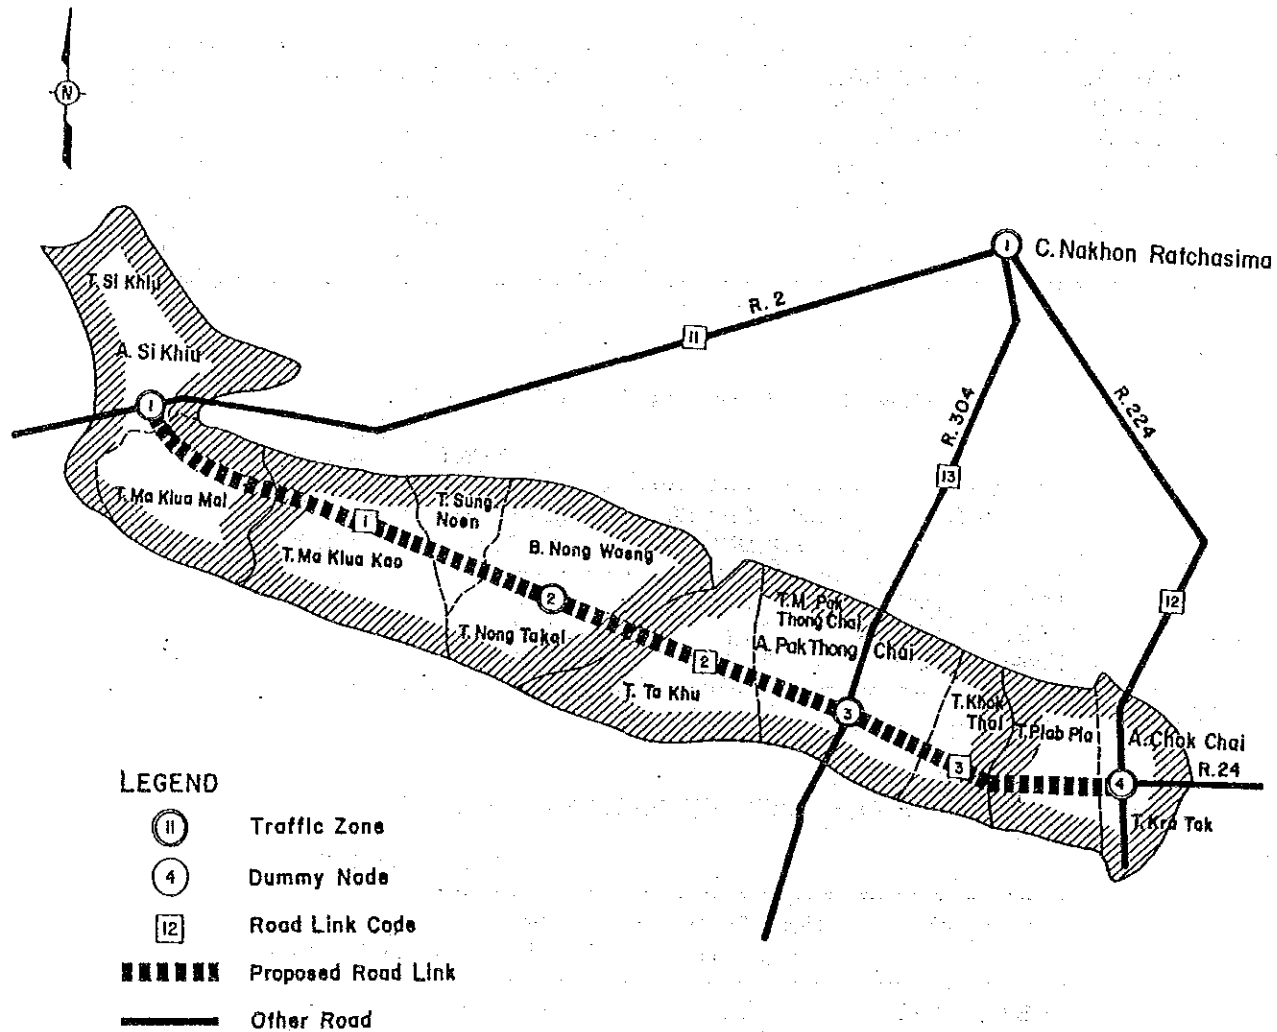 N
1 C. Nakhon Ratchasima
T. Si Khiu
R. 2
11
A. Si Khiu
1
R. 304
R. 224
13
T. Ma Klua Mai
T. Sung
Noen
1
B. Nong Waeng
T. Ma Klua Kao
2
12
T. M. Pak
Thong Chai
T. Nong Takai
A. Pak Thong Chai
2
T. Ta Khu
T. Khok
Thai
3
T. Plab Pla
A. Chok Chai
3
R. 24
4
T. Kra Tok
LEGEND
11 Traffic Zone
4 Dummy Node
12 Road Link Code
Proposed Road Link
Other Road